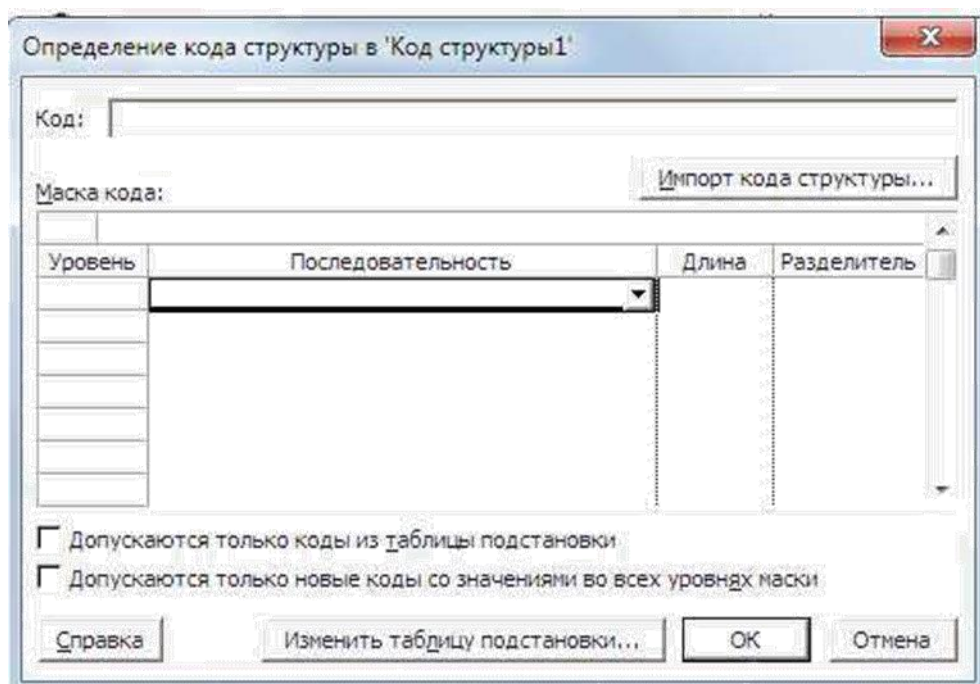 Определение кода структуры в 'Код структуры1'
Код:
Импорт кода структуры...
Маска кода:
Уровень Последовательность Длина Разделитель
Допускаются только коды из таблицы подстановки
Допускаются только новые коды со значениями во всех уровнях маски
Справка Изменить таблицу подстановки... ОК Отмена